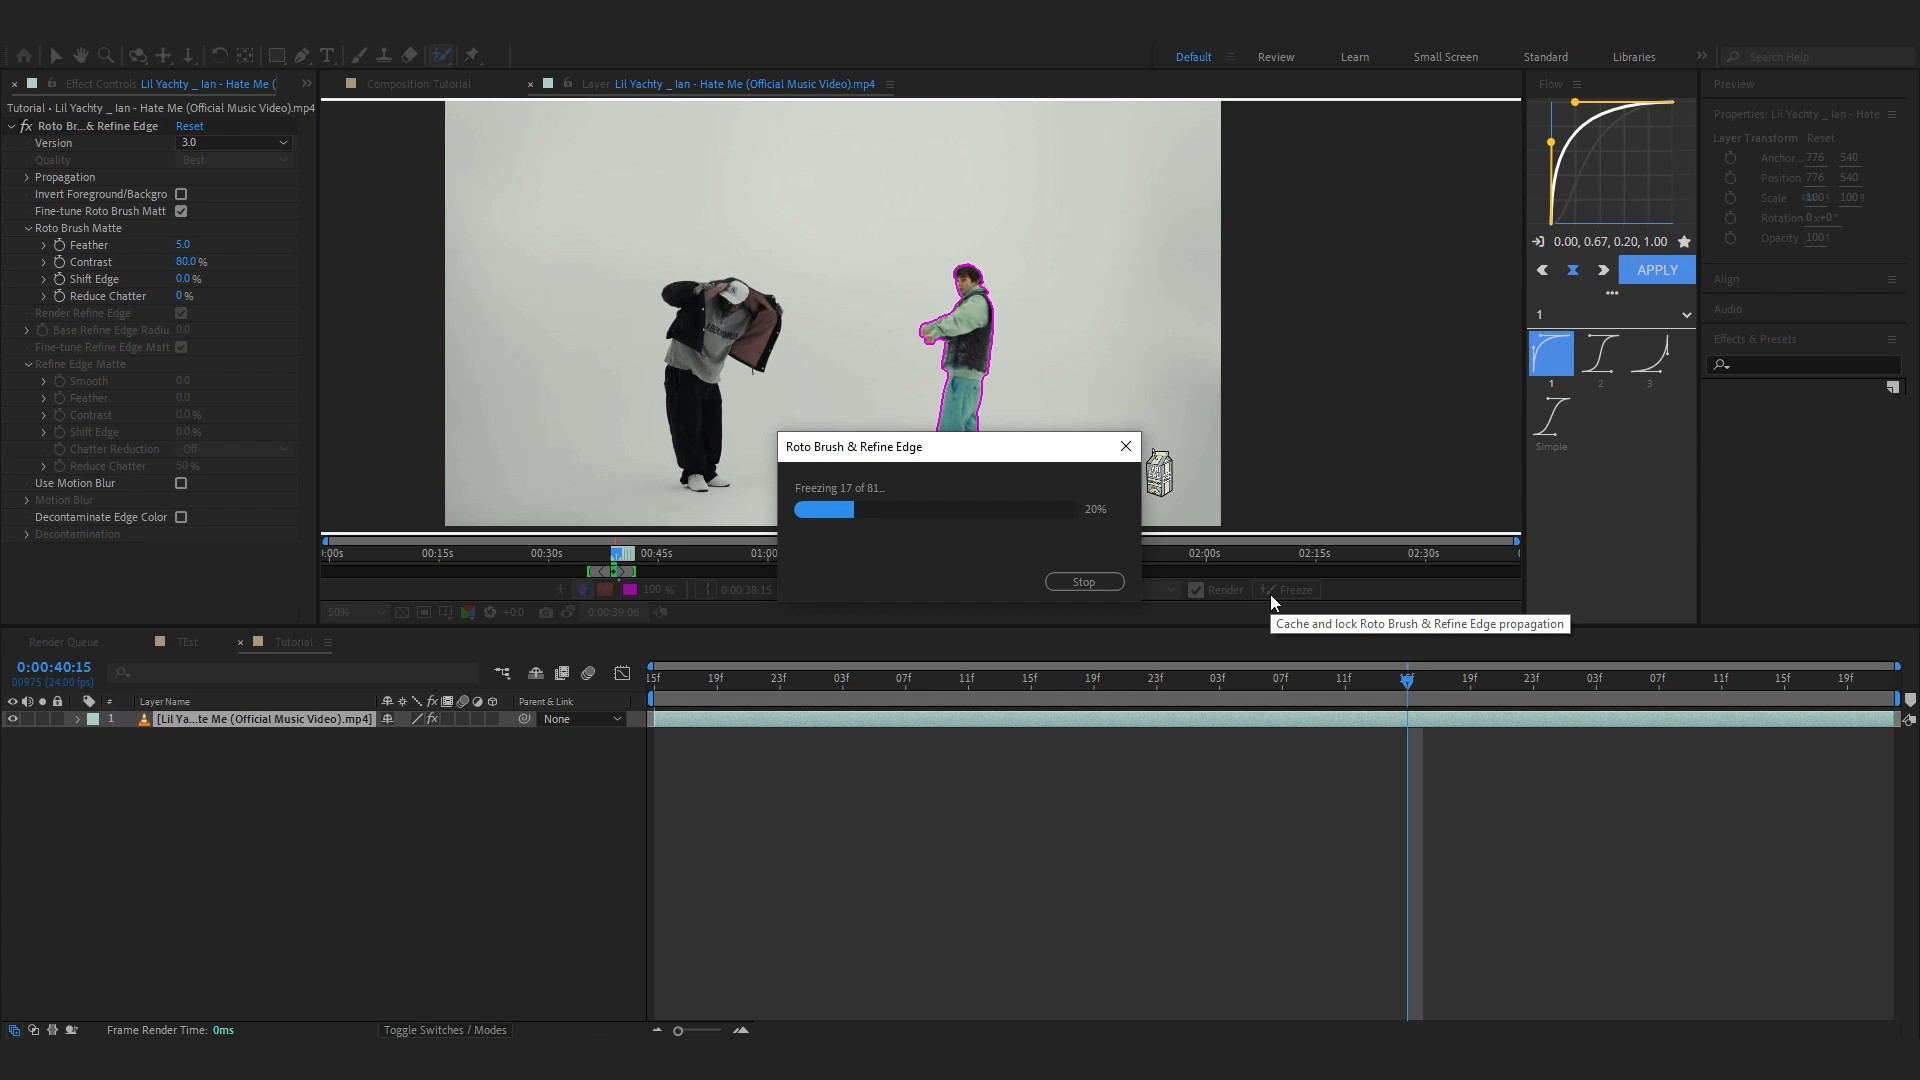 Default
Review
Learn
Small Screen
Standard
Libraries
Search Help
Effect Controls Lil Yachty _ Ian - Hate Me (
Composition Tutorial
Layer Lil Yachty _ Ian - Hate Me (Official Music Video).mp4
Flow
Preview
Tutorial • Lil Yachty _ Ian - Hate Me (Official Music Video).mp4
fx Roto Br...& Refine Edge Reset
Version 3.0
Quality Best
Propagation
Invert Foreground/Backgro
Fine-tune Roto Brush Matt
Roto Brush Matte
Feather 5.0
Contrast 80.0 %
Shift Edge 0.0 %
Reduce Chatter 0 %
Render Refine Edge
Base Refine Edge Radiu 0.0
Fine-tune Refine Edge Matt
Refine Edge Matte
Smooth 0.0
Feather 0.0
Contrast 0.0 %
Shift Edge 0.0 %
Chatter Reduction Off
Reduce Chatter 50 %
Use Motion Blur
Motion Blur
Decontaminate Edge Color
Decontamination
Roto Brush & Refine Edge
Freezing 17 of 81...
20%
Stop
:00s 00:15s 00:30s 00:45s 01:00 02:00s 02:15s 02:30s
100 % 0:00:38:15
Render
Freeze
50% +0.0 0:00:39:06
Cache and lock Roto Brush & Refine Edge propagation
0.00, 0.67, 0.20, 1.00
APPLY
1
1 2 3
Simple
Properties: Lil Yachty _ Ian - Hate
Layer Transform Reset
Anchor ... 776 540
Position 776 540
Scale 100 100
Rotation 0x+0°
Opacity 100
Align
Audio
Effects & Presets
Render Queue
TEst
Tutorial
0:00:40:15
00975 (24.00 fps)
# Layer Name
fx
Parent & Link
1 [Lil Ya...te Me (Official Music Video).mp4]
fx
None
15f 19f 23f 03f 07f 11f 15f 19f 23f 03f 07f 11f 15f 19f 23f 03f 07f 11f 15f 19f
Frame Render Time: 0ms
Toggle Switches / Modes